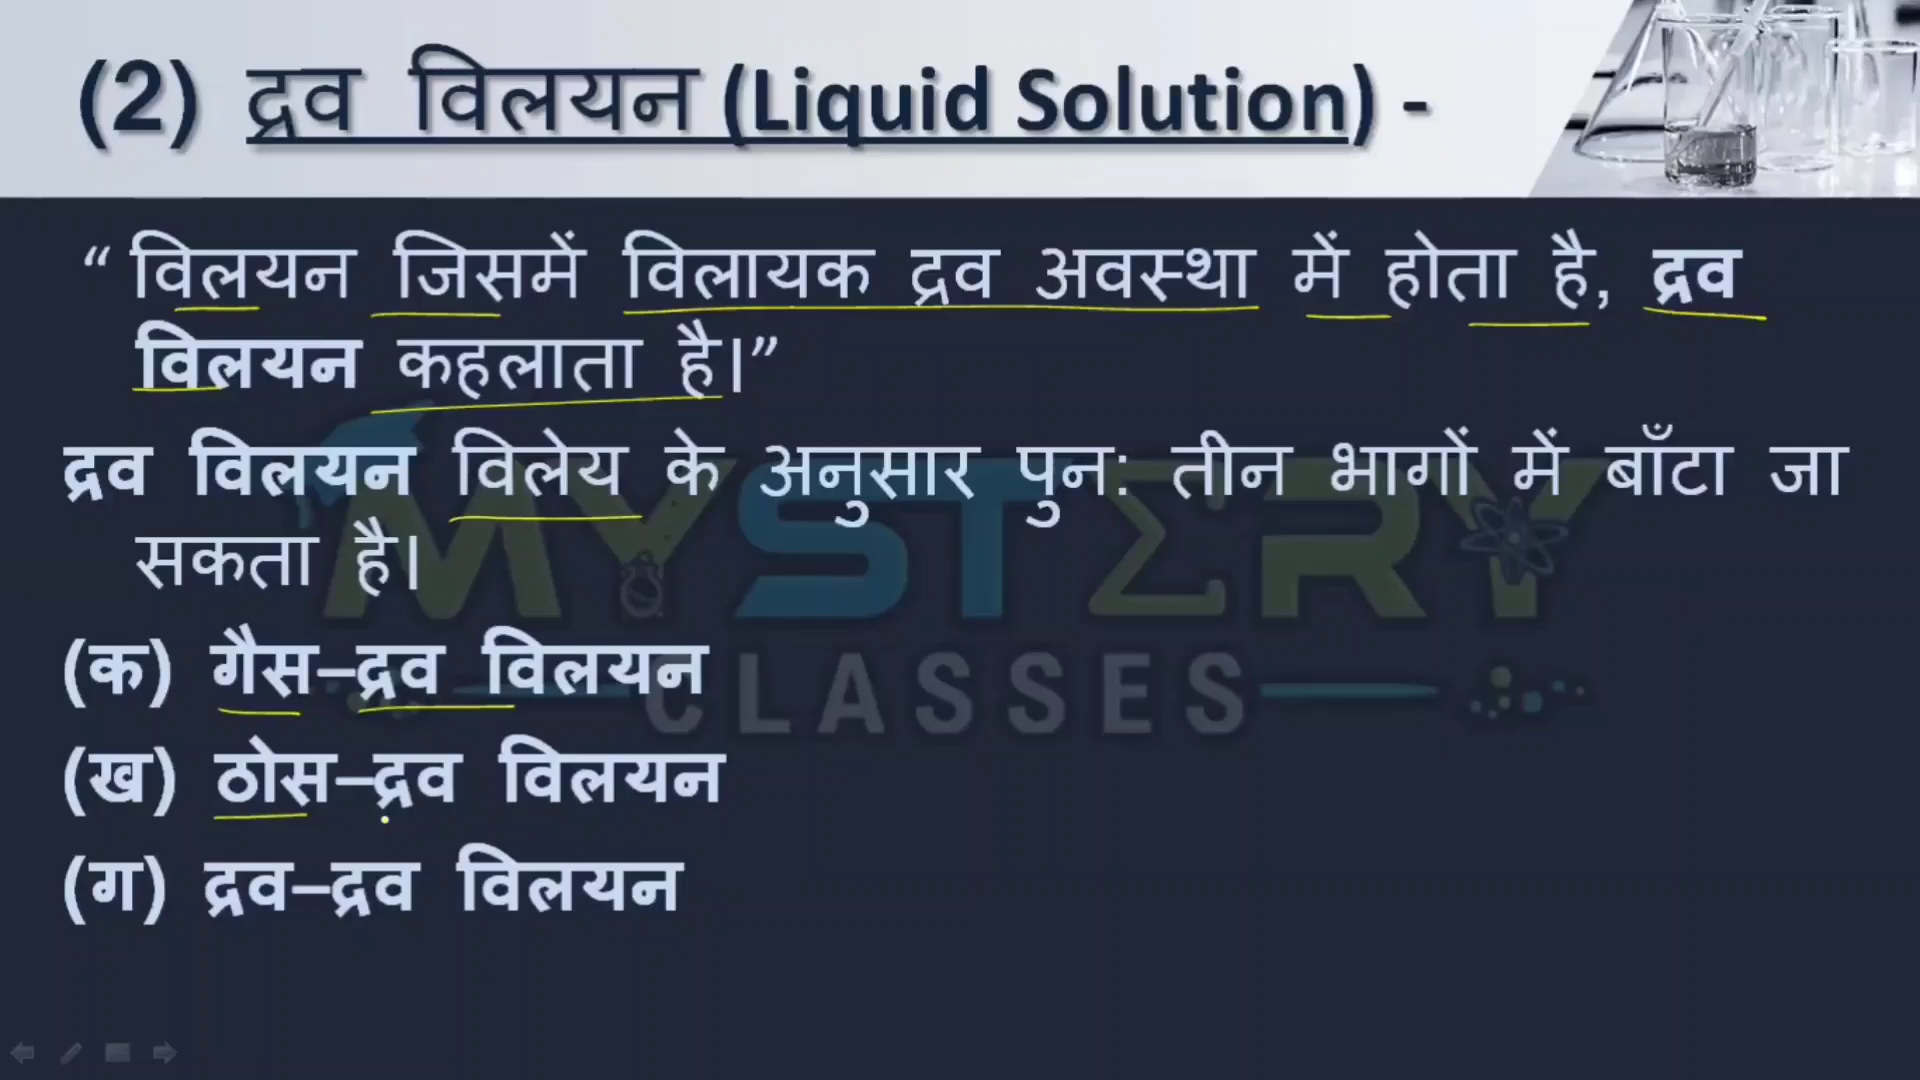 (2) द्रव विलयन (Liquid Solution) -
“ विलयन जिसमें विलायक द्रव अवस्था में होता है, द्रव
विलयन कहलाता है।”
द्रव विलयन विलेय के अनुसार पुन: तीन भागों में बाँटा जा
सकता है।
(क) गैस–द्रव विलयन
(ख) ठोस–द्रव विलयन
(ग) द्रव–द्रव विलयन
MYSTERY
CLASSES